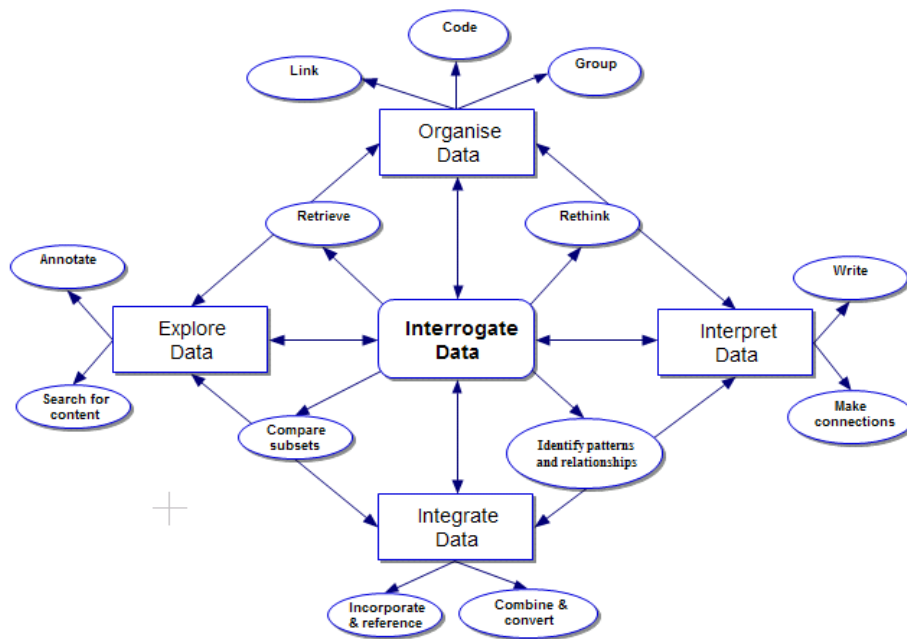 Code
Link
Group
Organise
Data
Retrieve
Rethink
Annotate
Write
Explore
Data
Interrogate
Data
Interpret
Data
Search for
content
Make
connections
Compare
subsets
Identify patterns
and relationships
Integrate
Data
Incorporate
& reference
Combine &
convert